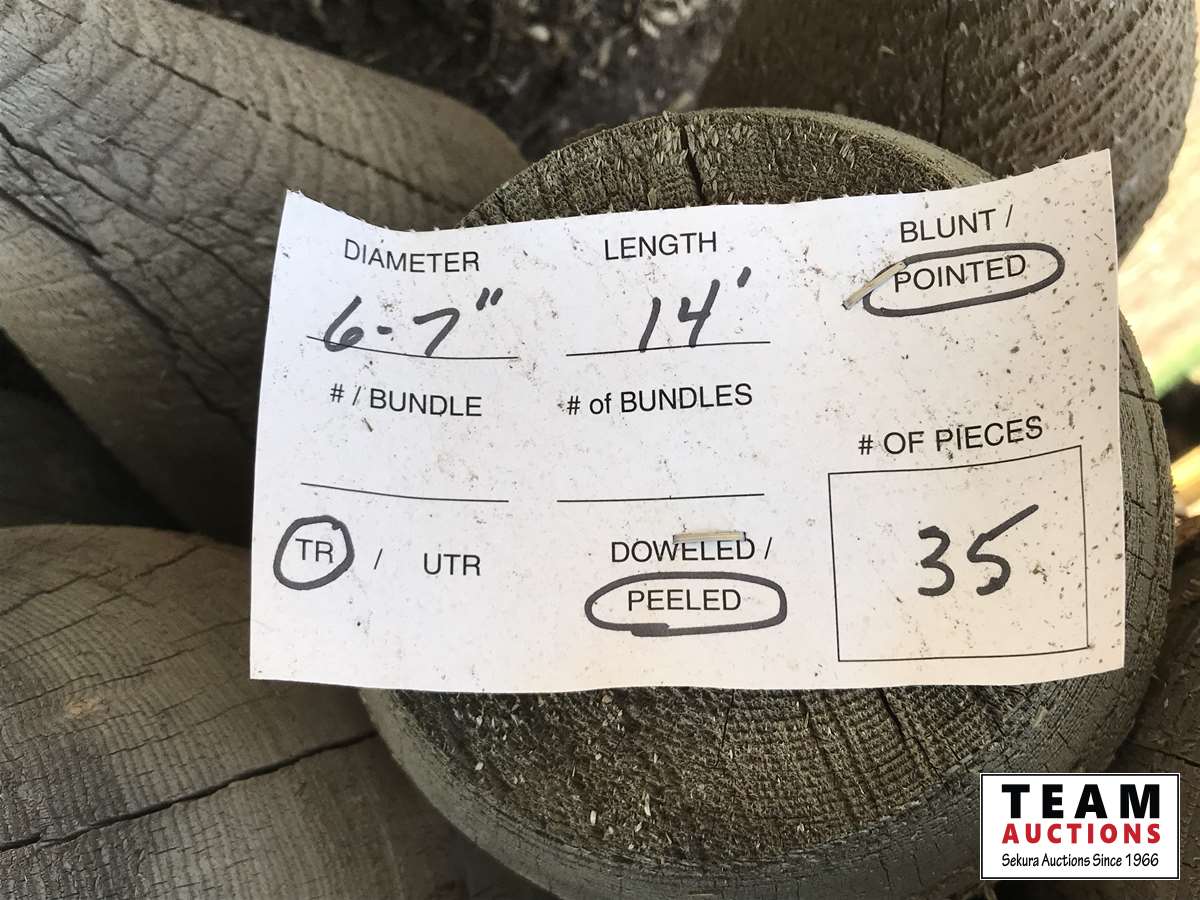 DIAMETER
6-7"
LENGTH
14'
BLUNT /
POINTED
# / BUNDLE
# of BUNDLES
# OF PIECES
35
TR / UTR
DOWELED /
PEELED
TEAM
AUCTIONS
Sekura Auctions Since 1966